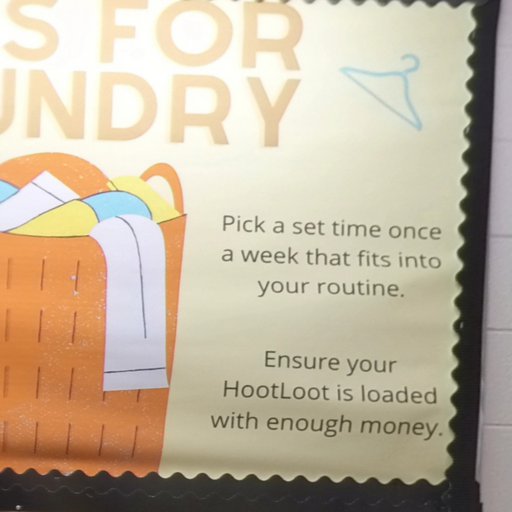 S FOR
UNDRY
Pick a set time once
a week that fits into
your routine.
Ensure your
HootLoot is loaded
with enough money.